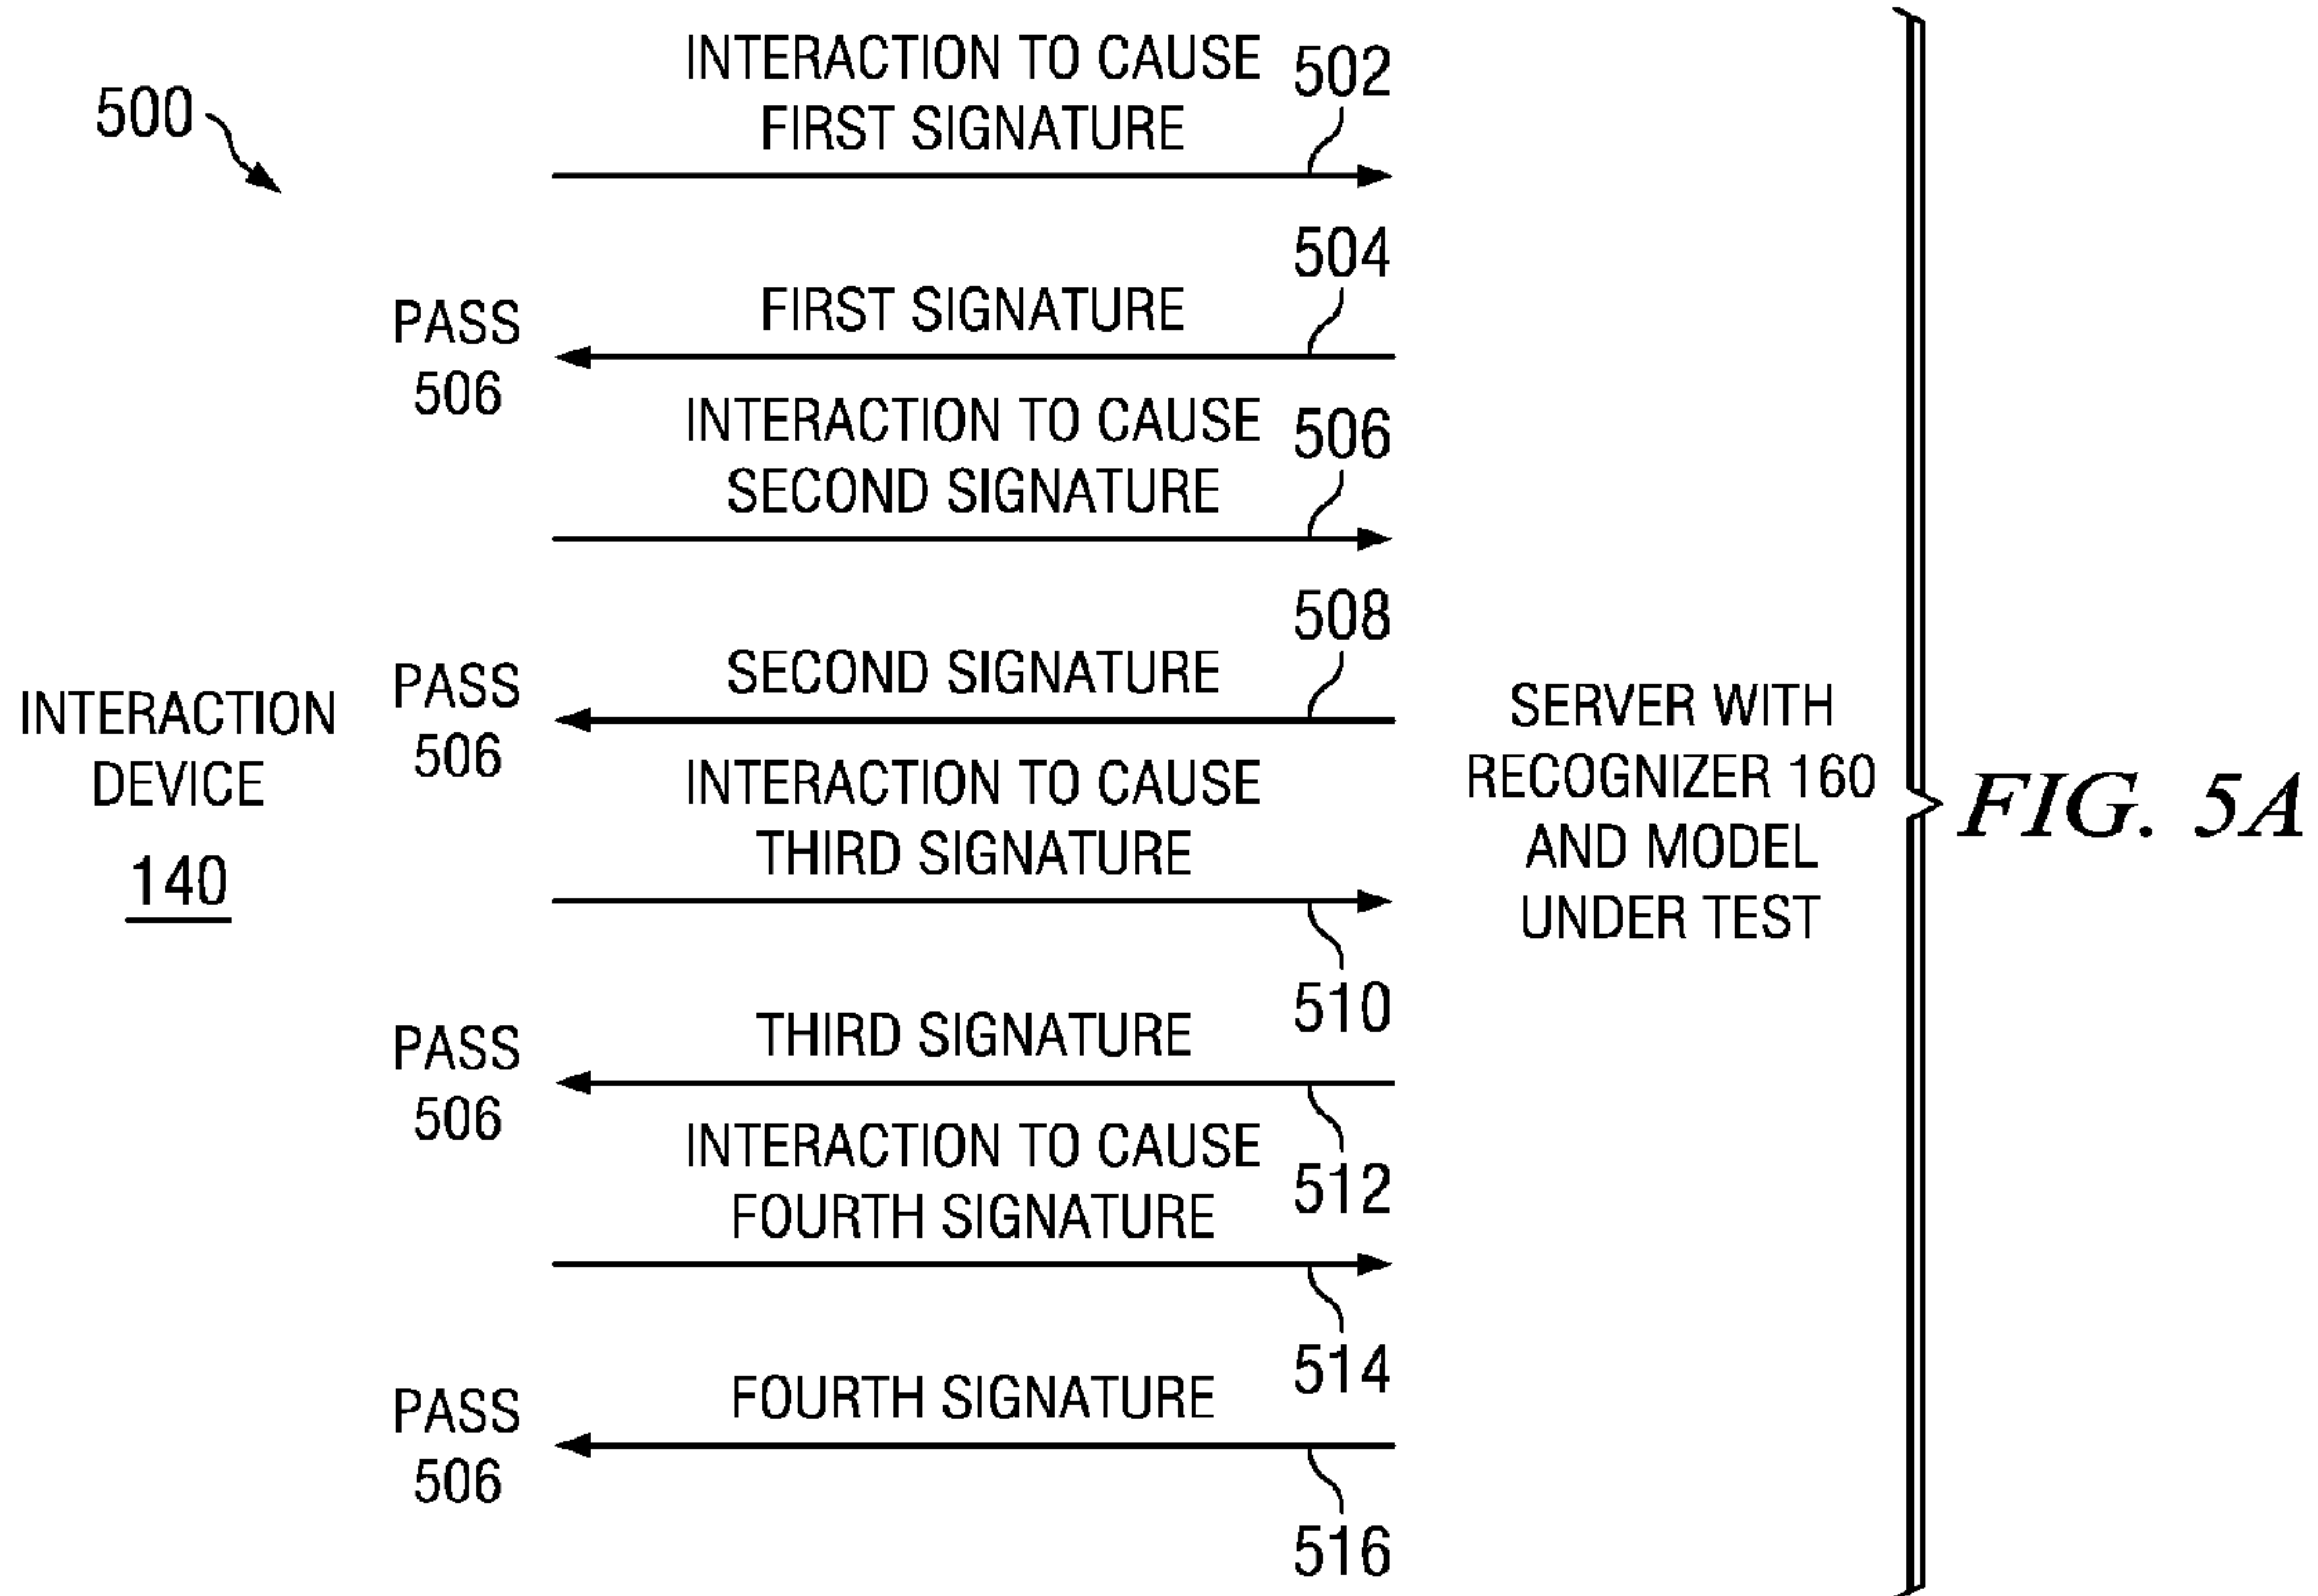 500
INTERACTION TO CAUSE
FIRST SIGNATURE
502
504
FIRST SIGNATURE
PASS
506
INTERACTION TO CAUSE
SECOND SIGNATURE
506
508
SECOND SIGNATURE
PASS
506
INTERACTION TO CAUSE
THIRD SIGNATURE
510
THIRD SIGNATURE
PASS
506
512
INTERACTION TO CAUSE
FOURTH SIGNATURE
514
FOURTH SIGNATURE
PASS
506
516
INTERACTION
DEVICE
140
SERVER WITH
RECOGNIZER 160
AND MODEL
UNDER TEST
FIG. 5A